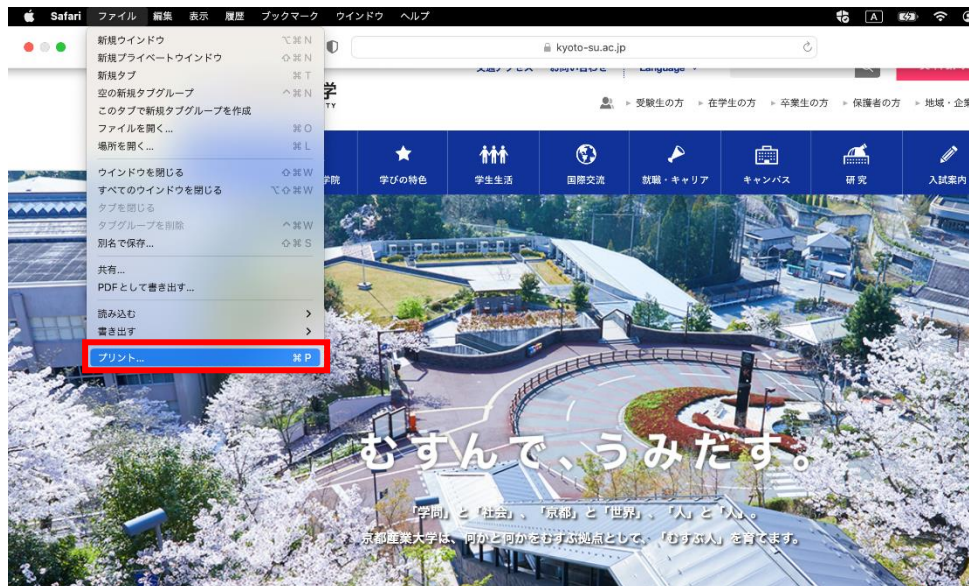 Safari ファイル 編集 表示 履歴 ブックマーク ウインドウ ヘルプ
A
新規ウインドウ ⌥⌘N
新規プライベートウインドウ ⇧⌘N
新規タブ ⌘T
空の新規タブグループ ^⌘N
このタブで新規タブグループを作成
ファイルを開く... ⌘O
場所を開く... ⌘L
ウインドウを閉じる ⇧⌘W
すべてのウインドウを閉じる ⌥⇧⌘W
タブを閉じる
タブグループを削除 ^⌘W
別名で保存... ⇧⌘S
共有...
PDFとして書き出す...
読み込む >
書き出す >
プリント... ⌘P
kyoto-su.ac.jp
Language
学
TY
受験生の方 在学生の方 卒業生の方 保護者の方 地域・企業
学院 学びの特色 学生生活 国際交流 就職・キャリア キャンパス 研究 入試案内
むすんで、うみだす。
「学問」と「社会」、「京都」と「世界」、「人」と「人」。
京都産業大学は、何かと何かをむすぶ拠点として、「むすぶ人」を育てます。